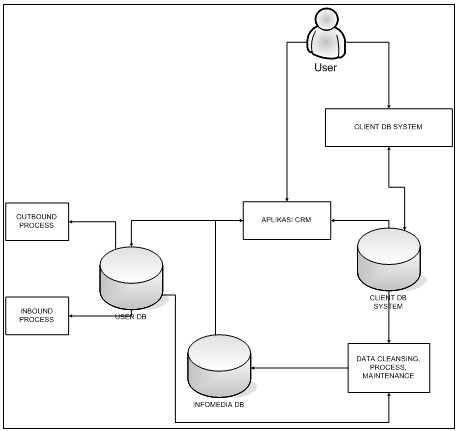 User
CLIENT DB SYSTEM
OUTBOUND
PROCESS
APLIKASI CRM
INBOUND
PROCESS
USER DB
CLIENT DB
SYSTEM
DATA CLEANSING,
PROCESS,
MAINTENANCE
INFOMEDIA DB